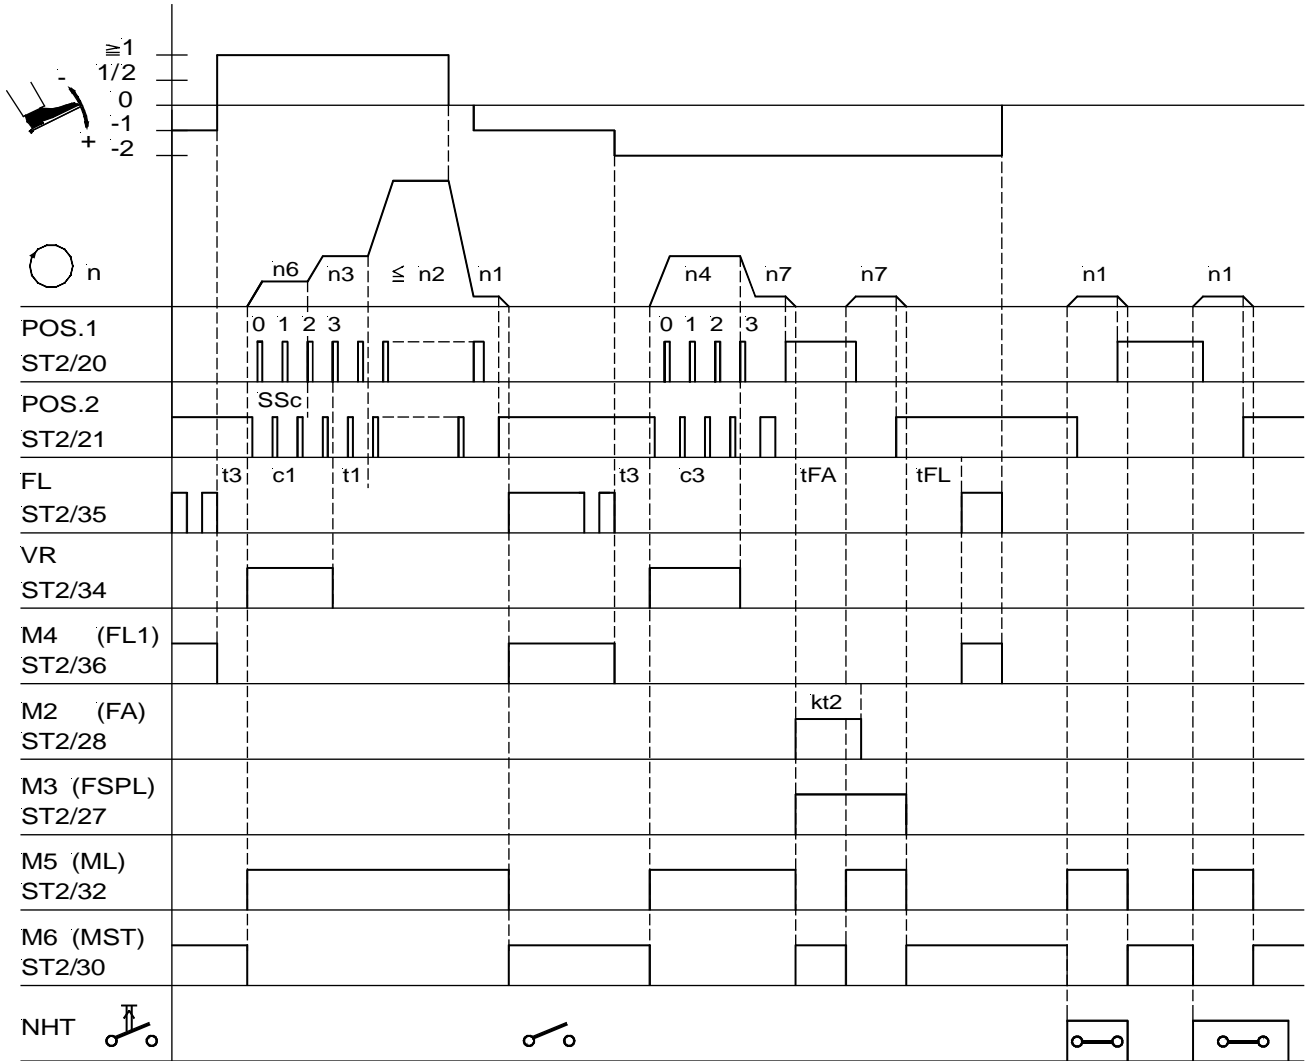 ≧1
1/2
0
-1
-2
-
+
n
n6 n3 ≦ n2 n1 n4 n7 n7 n1 n1
POS.1
ST2/20
0 1 2 3 0 1 2 3
POS.2
ST2/21
SSc
FL
ST2/35
t3 c1 t1 t3 c3 tFA tFL
VR
ST2/34
M4 (FL1)
ST2/36
M2 (FA)
ST2/28
kt2
M3 (FSPL)
ST2/27
M5 (ML)
ST2/32
M6 (MST)
ST2/30
NHT